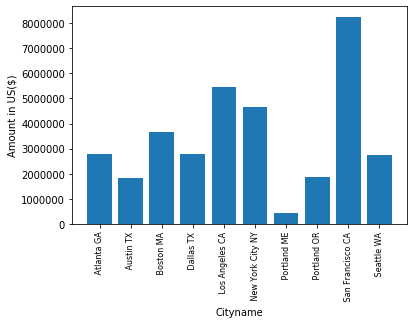 8000000
7000000
6000000
5000000
4000000
3000000
2000000
1000000
0
Amount in US($)
Atlanta GA
Austin TX
Boston MA
Dallas TX
Los Angeles CA
New York City NY
Portland ME
Portland OR
San Francisco CA
Seattle WA
Cityname